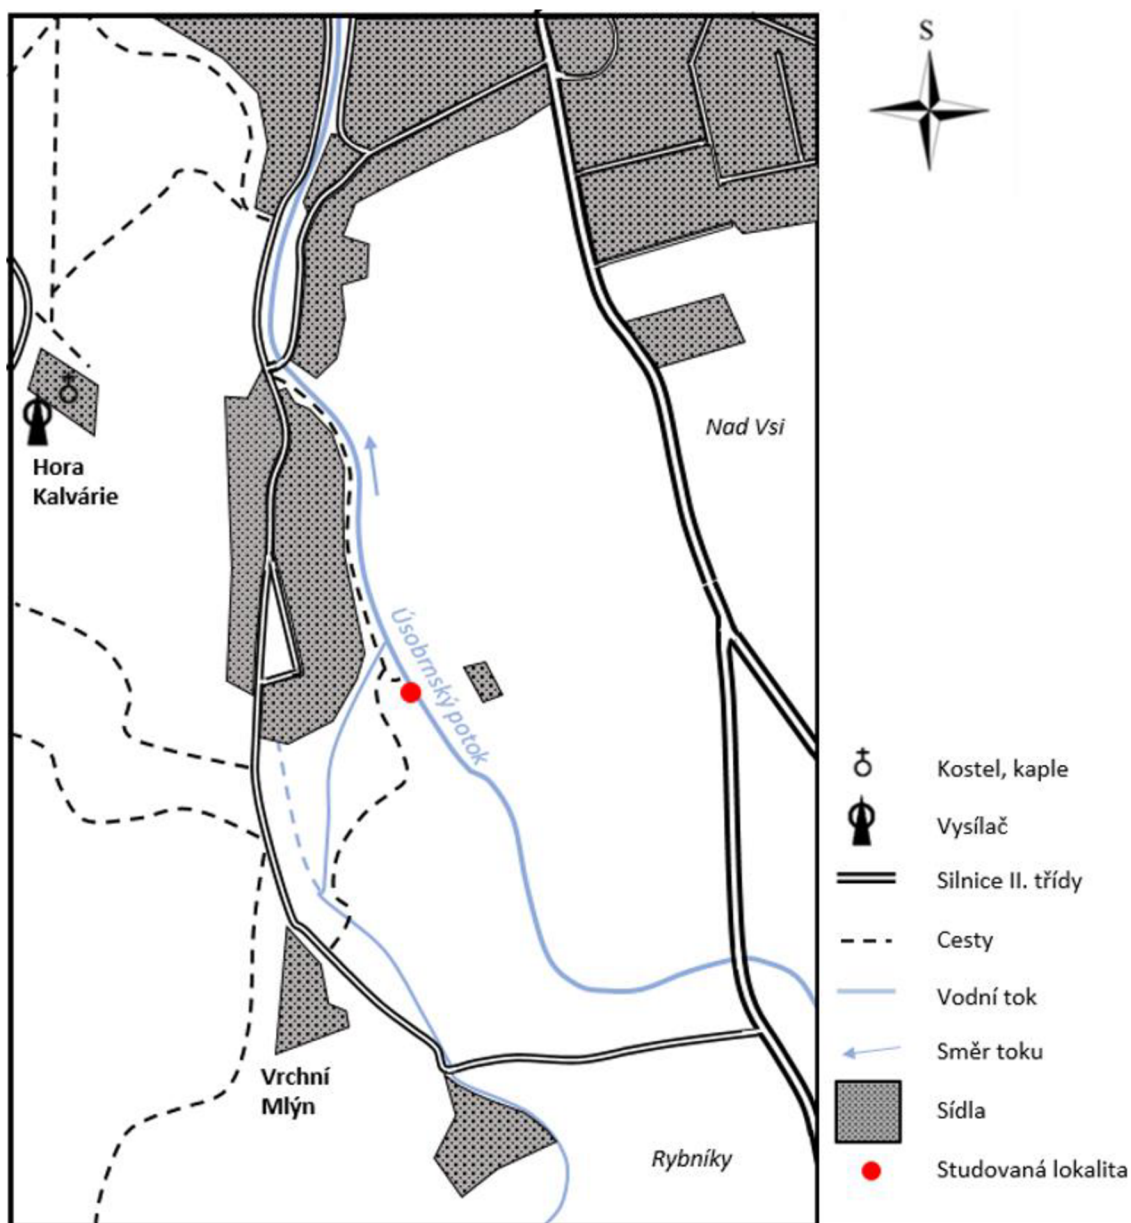 S
Nad Vsi
Hora
Kalvárie
Úsobrnský potok
Vrchní
Mlýn
Rybníky
Kostel, kaple
Vysílač
Silnice II. třídy
Cesty
Vodní tok
Směr toku
Sídla
Studovaná lokalita